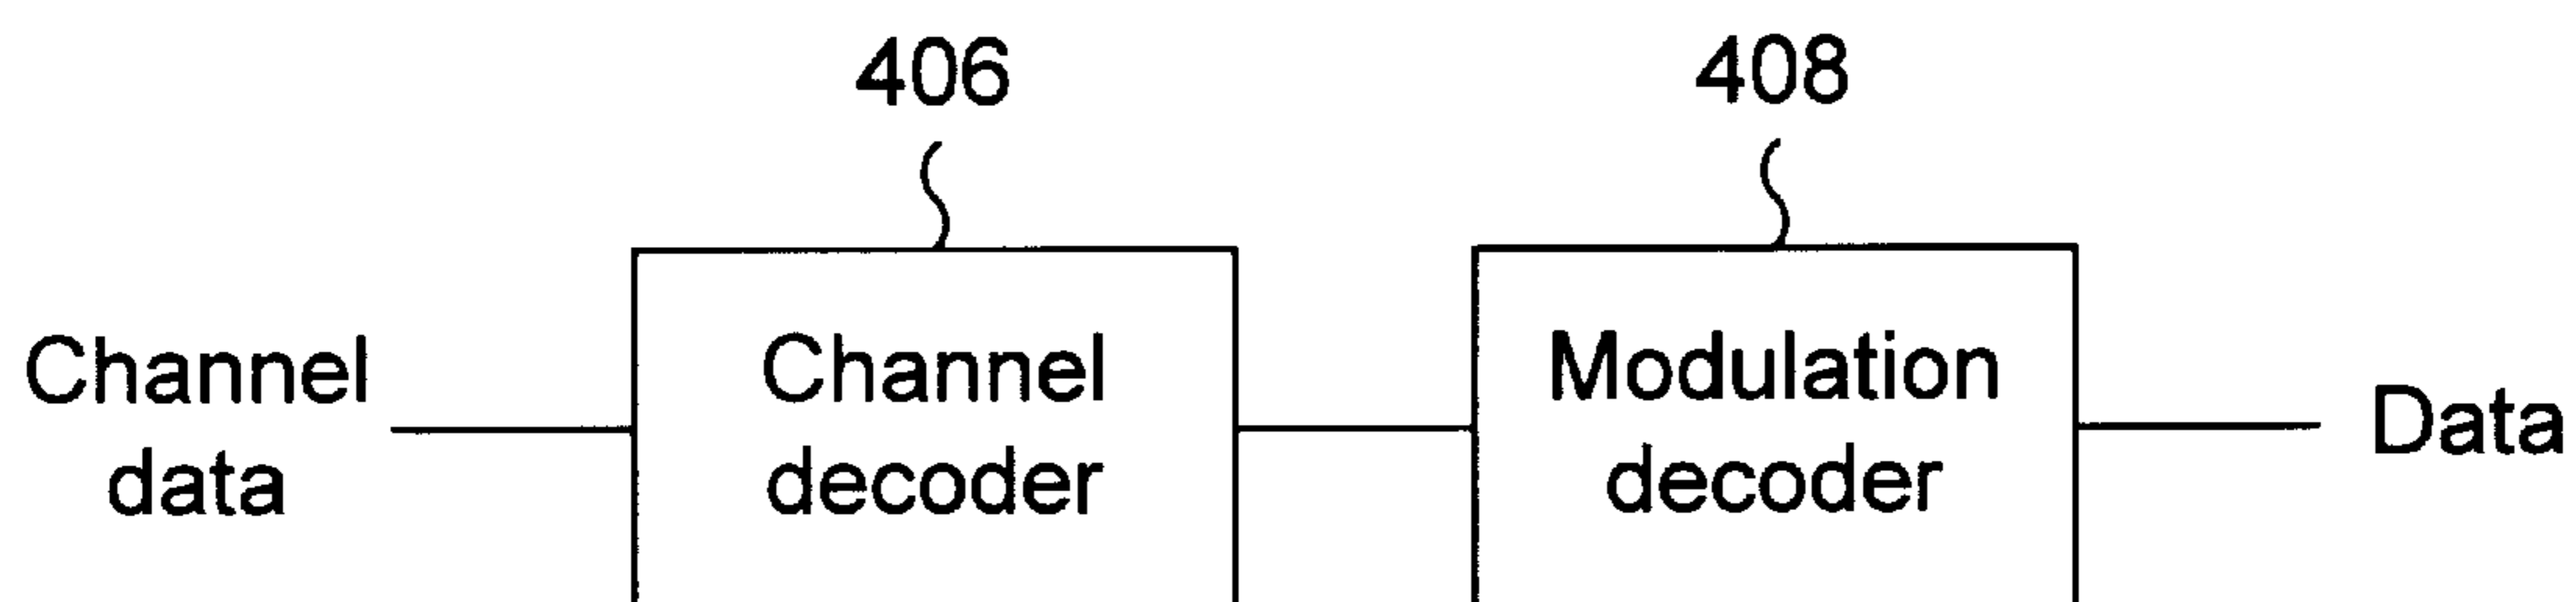 406
408
Channel
data
Channel
decoder
Modulation
decoder
Data